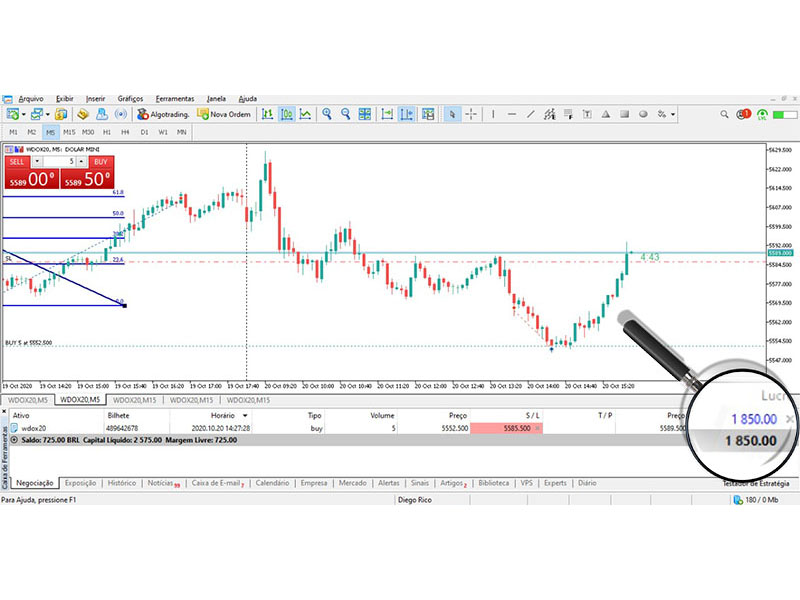 Arquivo Exibir Inserir Gráficos Ferramentas Janela Ajuda
Algotrading. Nova Ordem
M1 M2 M5 M15 M30 H1 H4 D1 W1 MN
WDOX20, M5: DOLAR MINI
SELL 5 BUY
5589 00⁰ 5589 50⁰
61.8
50.0
38.2
SL 23.6
0.0
4:43
BUY 5 at 5552.500
5629.500
5622.000
5614.500
5607.000
5599.500
5592.000
5589.000
5584.500
5577.000
5569.500
5562.000
5554.500
5547.000
19 Oct 2020 19 Oct 14:20 19 Oct 15:00 19 Oct 15:40 19 Oct 16:20 19 Oct 17:00 19 Oct 17:40 20 Oct 09:20 20 Oct 10:00 20 Oct 10:40 20 Oct 11:20 20 Oct 12:00 20 Oct 12:40 20 Oct 13:20 20 Oct 14:00 20 Oct 14:40 20 Oct 15:20
WDOX20,M5 WDOX20,M5 WDOX20,M15 WDOX20,M15 WDOX20,M15
Ativo Bilhete Horário Tipo Volume Preço S / L T / P Preço Lucr
wdox20 489642678 2020.10.20 14:27:28 buy 5 5552.500 5585.500 5589.500 1 850.00
Saldo: 725.00 BRL Capital Líquido: 2 575.00 Margem Livre: 725.00 1 850.00
Caixa de Ferramentas
Negociação Exposição Histórico Notícias 99 Caixa de E-mail 7 Calendário Empresa Mercado Alertas Sinais Artigos 2 Biblioteca VPS Experts Diário Testador de Estratégia
Para Ajuda, pressione F1 Diego Rico 180 / 0 Mb